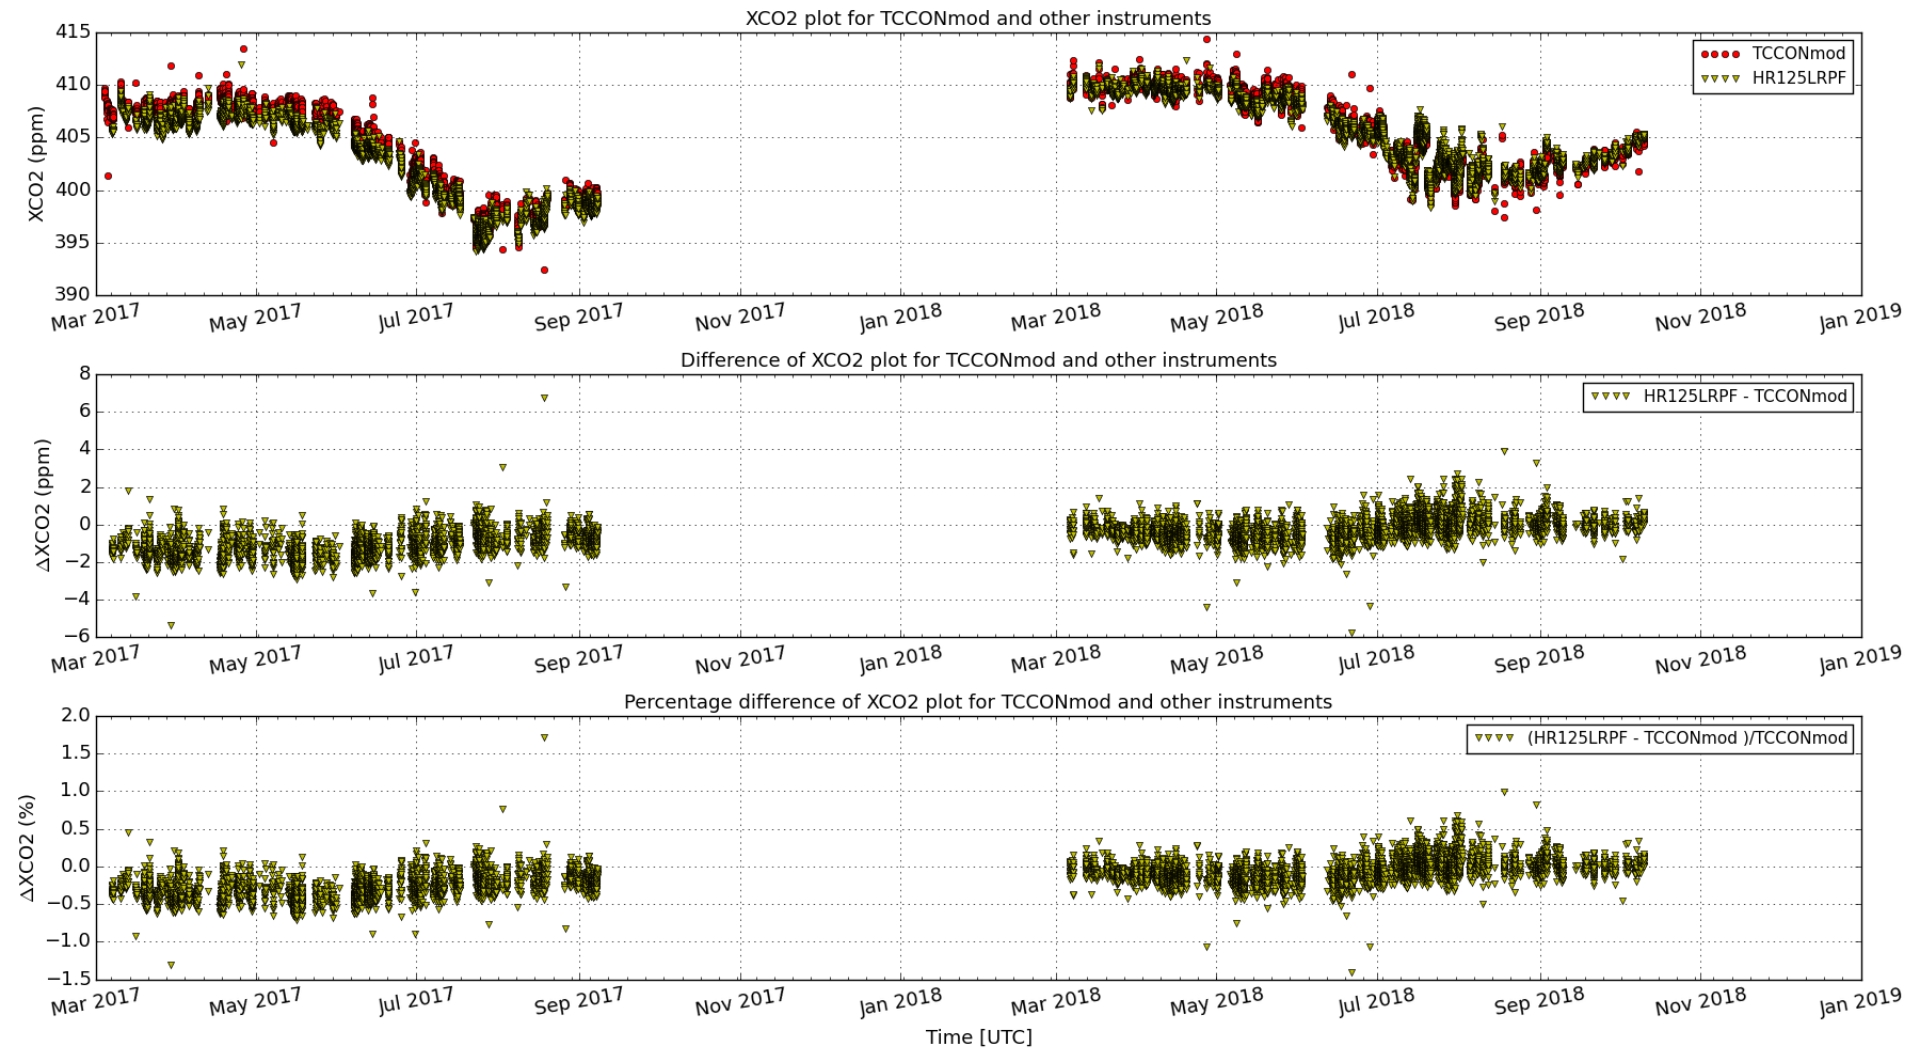 XCO2 plot for TCCONmod and other instruments
415
410
405
400
395
390
XCO2 (ppm)
TCCONmod
HR125LRPF
Mar 2017 May 2017 Jul 2017 Sep 2017 Nov 2017 Jan 2018 Mar 2018 May 2018 Jul 2018 Sep 2018 Nov 2018 Jan 2019
Difference of XCO2 plot for TCCONmod and other instruments
8
6
4
2
0
−2
−4
−6
ΔXCO2 (ppm)
HR125LRPF - TCCONmod
Mar 2017 May 2017 Jul 2017 Sep 2017 Nov 2017 Jan 2018 Mar 2018 May 2018 Jul 2018 Sep 2018 Nov 2018 Jan 2019
Percentage difference of XCO2 plot for TCCONmod and other instruments
2.0
1.5
1.0
0.5
0.0
−0.5
−1.0
−1.5
ΔXCO2 (%)
(HR125LRPF - TCCONmod )/TCCONmod
Mar 2017 May 2017 Jul 2017 Sep 2017 Nov 2017 Jan 2018 Mar 2018 May 2018 Jul 2018 Sep 2018 Nov 2018 Jan 2019
Time [UTC]